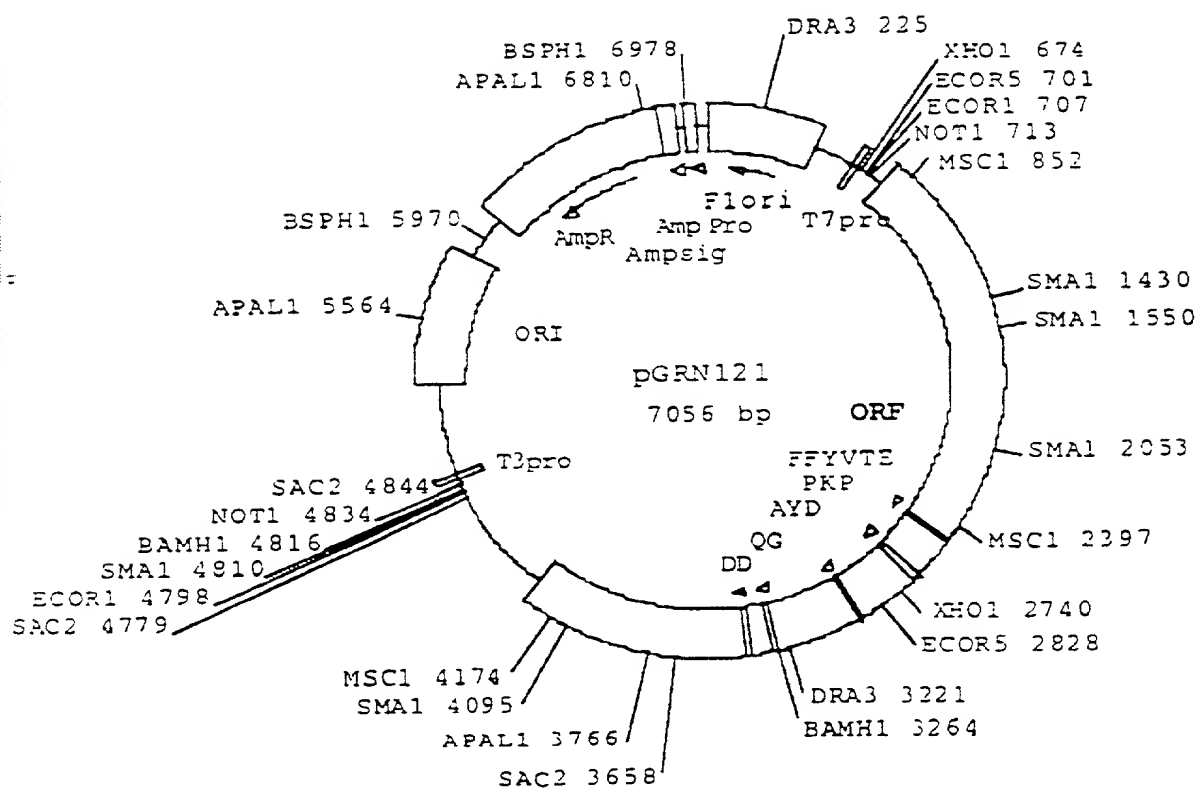 DRA3 225
BSPH1 6978
XHO1 674
APAL1 6810
ECOR5 701
ECOR1 707
NOT1 713
MSC1 852
F1ori
BSPH1 5970
AmpR
Amp Pro
T7pro
Ampsig
SMA1 1430
APAL1 5564
SMA1 1550
ORI
pGRN121
7056 bp
ORF
SMA1 2053
FFYVTE
T3pro
PKP
SAC2 4844
AYD
NOT1 4834
QG
MSC1 2397
BAMH1 4816
DD
SMA1 4810
ECOR1 4798
XHO1 2740
SAC2 4779
ECOR5 2828
MSC1 4174
DRA3 3221
SMA1 4095
BAMH1 3264
APAL1 3766
SAC2 3658